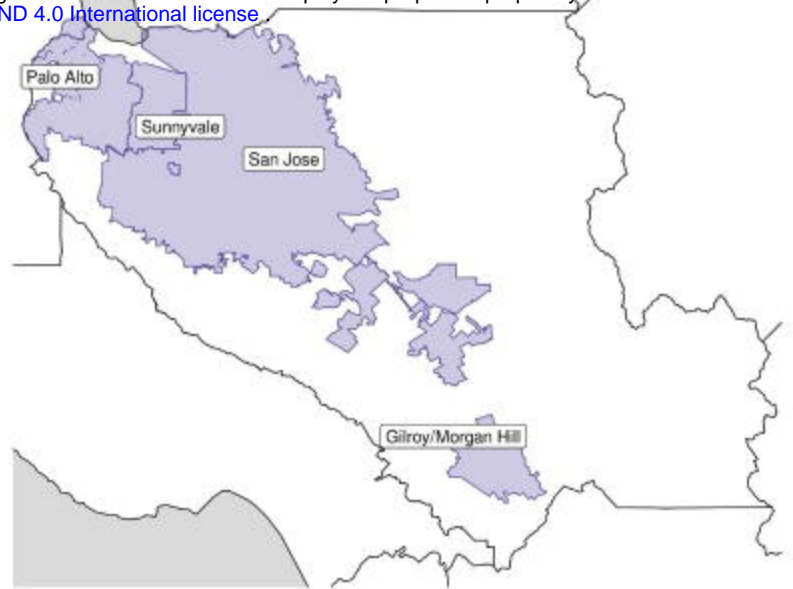 ND 4.0 International license.
Palo Alto
Sunnyvale
San Jose
Gilroy/Morgan Hill